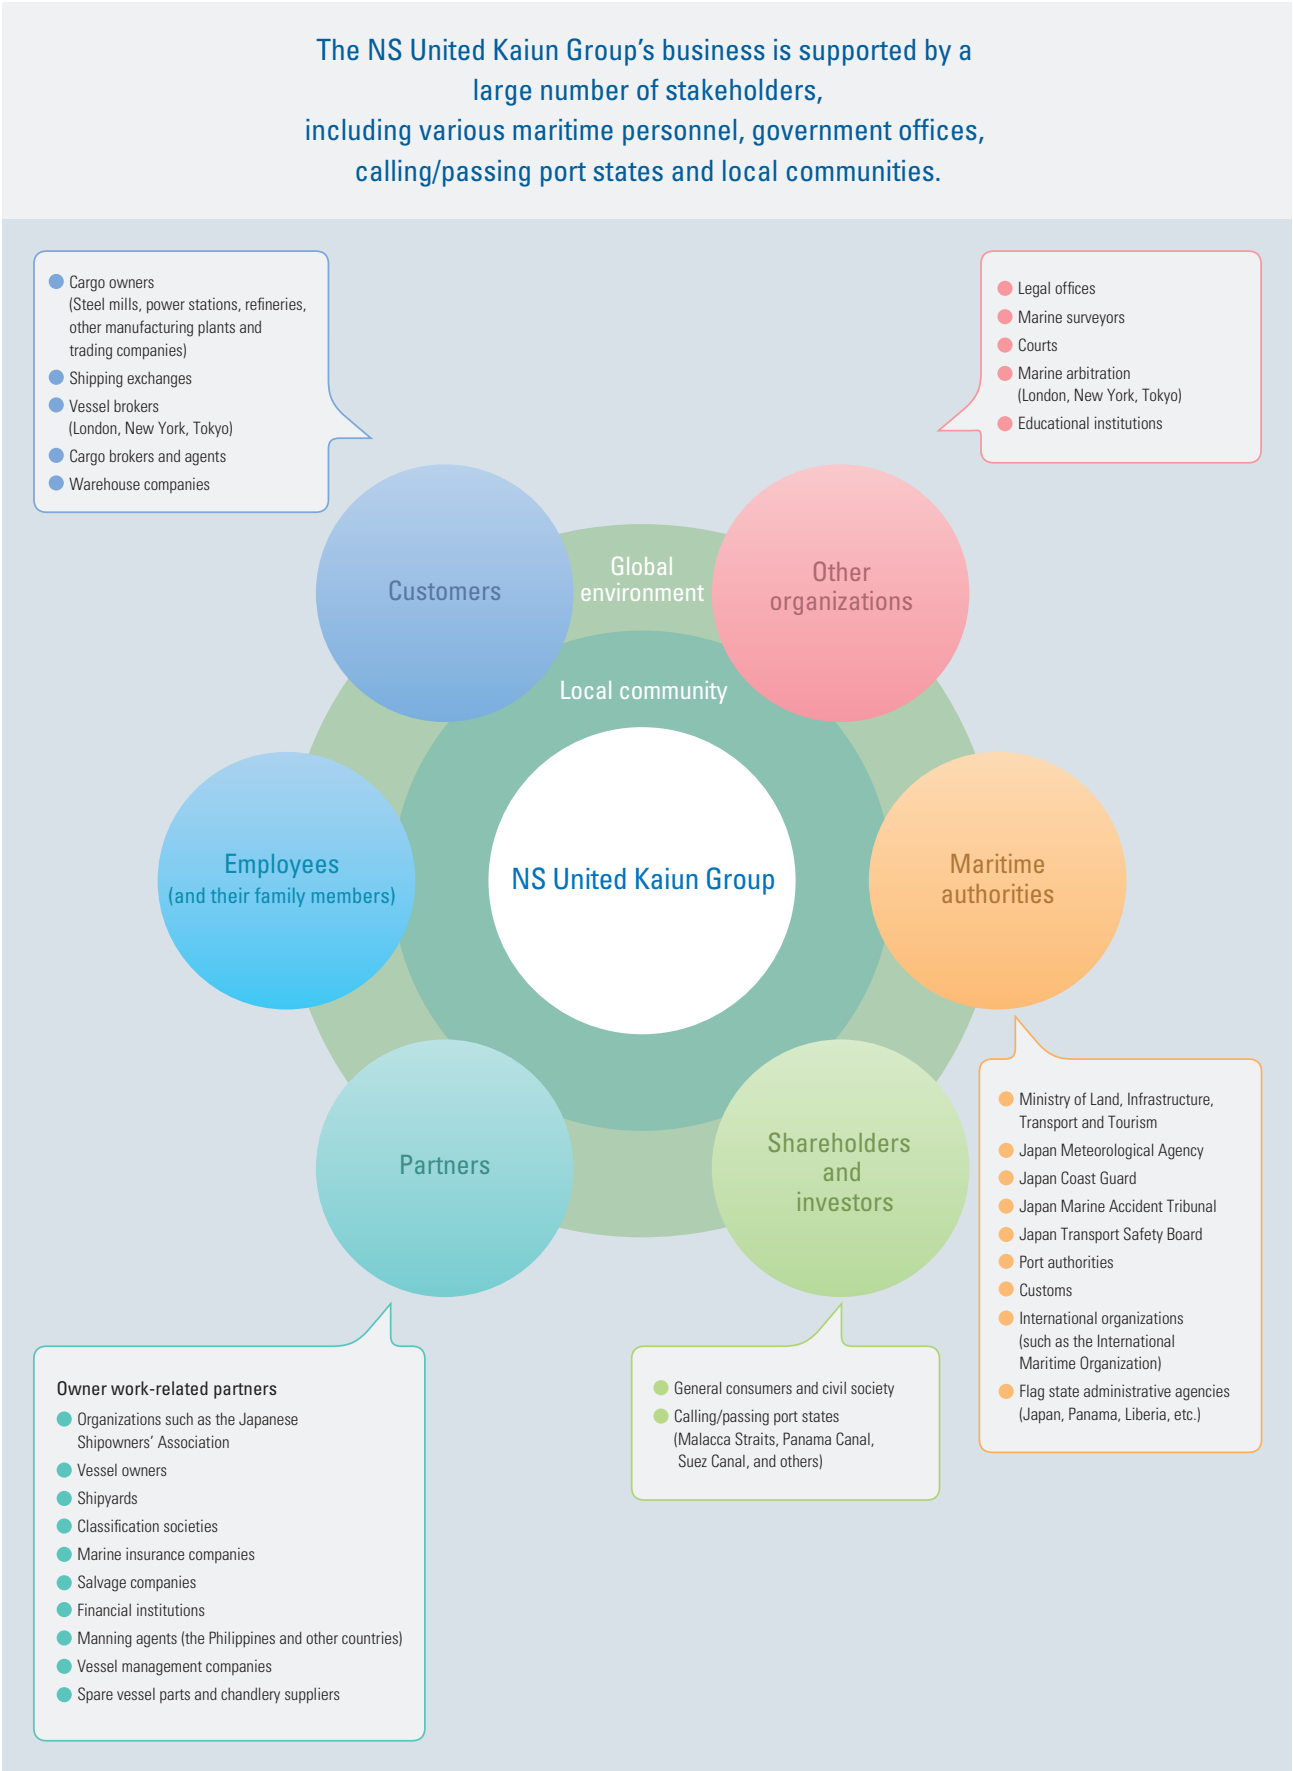 The NS United Kaiun Group's business is supported by a
large number of stakeholders,
including various maritime personnel, government offices,
calling/passing port states and local communities.
Cargo owners
(Steel mills, power stations, refineries,
other manufacturing plants and
trading companies)
Shipping exchanges
Vessel brokers
(London, New York, Tokyo)
Cargo brokers and agents
Warehouse companies
Legal offices
Marine surveyors
Courts
Marine arbitration
(London, New York, Tokyo)
Educational institutions
Customers
Global
environment
Other
organizations
Local community
Employees
(and their family members)
NS United Kaiun Group
Maritime
authorities
Partners
Shareholders
and
investors
Ministry of Land, Infrastructure,
Transport and Tourism
Japan Meteorological Agency
Japan Coast Guard
Japan Marine Accident Tribunal
Japan Transport Safety Board
Port authorities
Customs
International organizations
(such as the International
Maritime Organization)
Flag state administrative agencies
(Japan, Panama, Liberia, etc.)
Owner work-related partners
Organizations such as the Japanese
Shipowners' Association
Vessel owners
Shipyards
Classification societies
Marine insurance companies
Salvage companies
Financial institutions
Manning agents (the Philippines and other countries)
Vessel management companies
Spare vessel parts and chandlery suppliers
General consumers and civil society
Calling/passing port states
(Malacca Straits, Panama Canal,
Suez Canal, and others)